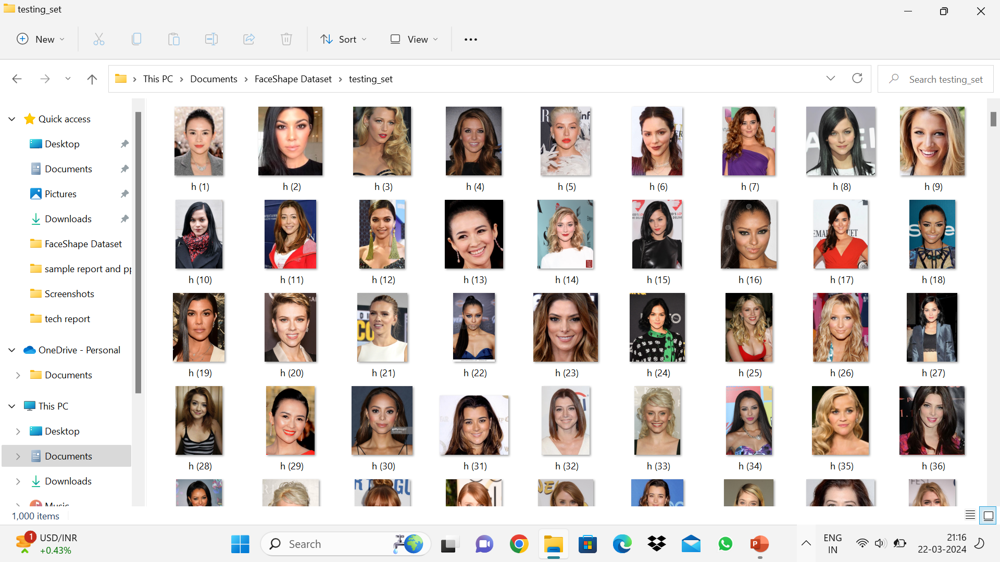 testing_set
New
Sort
View
This PC
Documents
FaceShape Dataset
testing_set
Search testing_set
Quick access
Desktop
Documents
Pictures
Downloads
FaceShape Dataset
sample report and pp
Screenshots
tech report
OneDrive - Personal
Documents
This PC
Desktop
Documents
Downloads
Music
h (1)
h (2)
h (3)
h (4)
h (5)
h (6)
h (7)
h (8)
h (9)
h (10)
h (11)
h (12)
h (13)
h (14)
h (15)
h (16)
h (17)
h (18)
h (19)
h (20)
h (21)
h (22)
h (23)
h (24)
h (25)
h (26)
h (27)
h (28)
h (29)
h (30)
h (31)
h (32)
h (33)
h (34)
h (35)
h (36)
1,000 items
1
USD/INR
+0.43%
Search
ENG
IN
21:16
22-03-2024